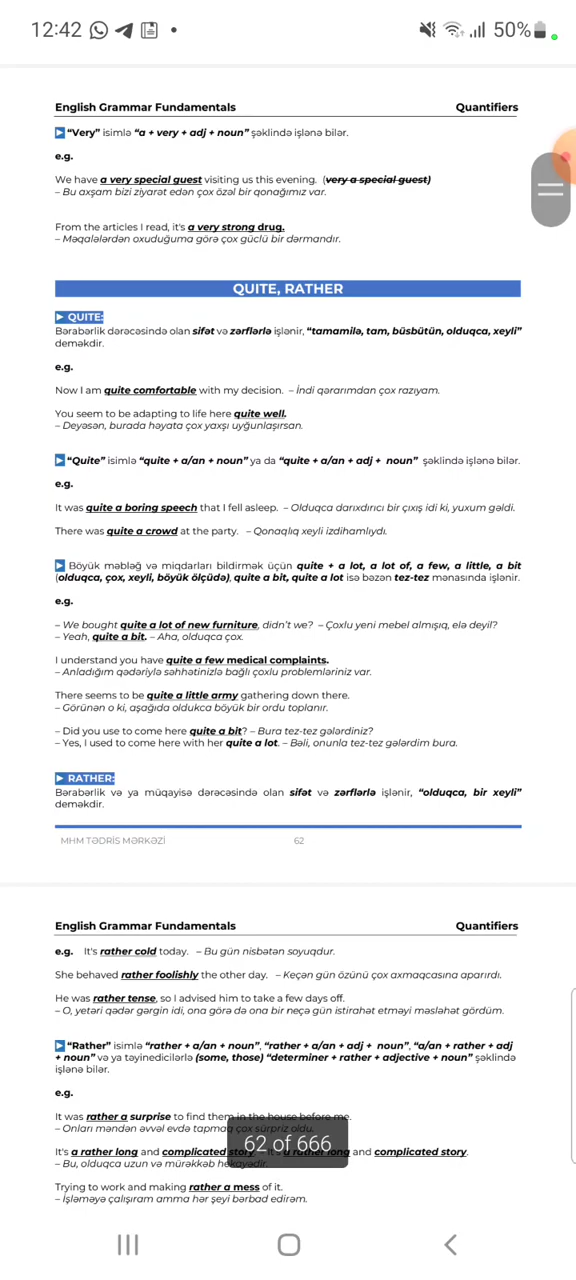 12:42 50%
English Grammar Fundamentals Quantifiers
"Very" isimlə "a + very + adj + noun" şəklində işlənə bilər.
e.g.
We have a very special guest visiting us this evening. (very a special guest)
– Bu axşam bizi ziyarət edən çox özəl bir qonağımız var.
From the articles I read, it's a very strong drug.
– Məqalələrdən oxuduğuma görə çox güclü bir dərmandır.
QUITE, RATHER
► QUITE:
Bərabərlik dərəcəsində olan sifət və zərflərlə işlənir, "tamamilə, tam, büsbütün, olduqca, xeyli"
deməkdir.
e.g.
Now I am quite comfortable with my decision. – İndi qərarımdan çox razıyam.
You seem to be adapting to life here quite well.
– Deyəsən, burada həyata çox yaxşı uyğunlaşırsan.
"Quite" isimlə "quite + a/an + noun" ya da "quite + a/an + adj + noun" şəklində işlənə bilər.
e.g.
It was quite a boring speech that I fell asleep. – Olduqca darıxdırıcı bir çıxış idi ki, yuxum gəldi.
There was quite a crowd at the party. – Qonaqlıq xeyli izdihamlıydı.
Böyük məbləğ və miqdarları bildirmək üçün quite + a lot, a lot of, a few, a little, a bit
(olduqca, çox, xeyli, böyük ölçüdə), quite a bit, quite a lot isə bəzən tez-tez mənasında işlənir.
e.g.
– We bought quite a lot of new furniture, didn't we? – Çoxlu yeni mebel almışıq, elə deyil?
– Yeah, quite a bit. – Aha, olduqca çox.
I understand you have quite a few medical complaints.
– Anladığım qədəriylə səhhətinizlə bağlı çoxlu problemləriniz var.
There seems to be quite a little army gathering down there.
– Görünən o ki, aşağıda oldukca böyük bir ordu toplanır.
– Did you use to come here quite a bit? – Bura tez-tez gələrdiniz?
– Yes, I used to come here with her quite a lot. – Bəli, onunla tez-tez gələrdim bura.
► RATHER:
Bərabərlik və ya müqayisə dərəcəsində olan sifət və zərflərlə işlənir, "olduqca, bir xeyli"
deməkdir.
MHM TƏDRİS MƏRKƏZİ 62
English Grammar Fundamentals Quantifiers
e.g. It's rather cold today. – Bu gün nisbətən soyuqdur.
She behaved rather foolishly the other day. – Keçən gün özünü çox axmaqcasına aparırdı.
He was rather tense, so I advised him to take a few days off.
– O, yetəri qədər gərgin idi, ona görə də ona bir neçə gün istirahət etməyi məsləhət gördüm.
"Rather" isimlə "rather + a/an + noun", "rather + a/an + adj + noun", "a/an + rather + adj
+ noun" və ya təyinedicilərlə (some, those) "determiner + rather + adjective + noun" şəklində
işlənə bilər.
e.g.
It was rather a surprise to find them in the house before me.
– Onları məndən əvvəl evdə tapmaq çox sürpriz oldu.
It's a rather long and complicated story. – It's a rather long and complicated story.
– Bu, olduqca uzun və mürəkkəb hekayədir.
62 of 666
Trying to work and making rather a mess of it.
– İşləməyə çalışıram amma hər şeyi bərbad edirəm.